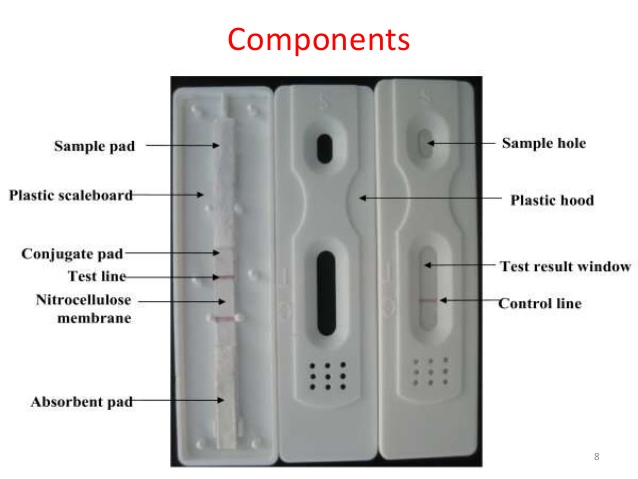 Components
Sample pad
Plastic scaleboard
Conjugate pad
Test line
Nitrocellulose
membrane
Absorbent pad
Sample hole
Plastic hood
Test result window
Control line
8